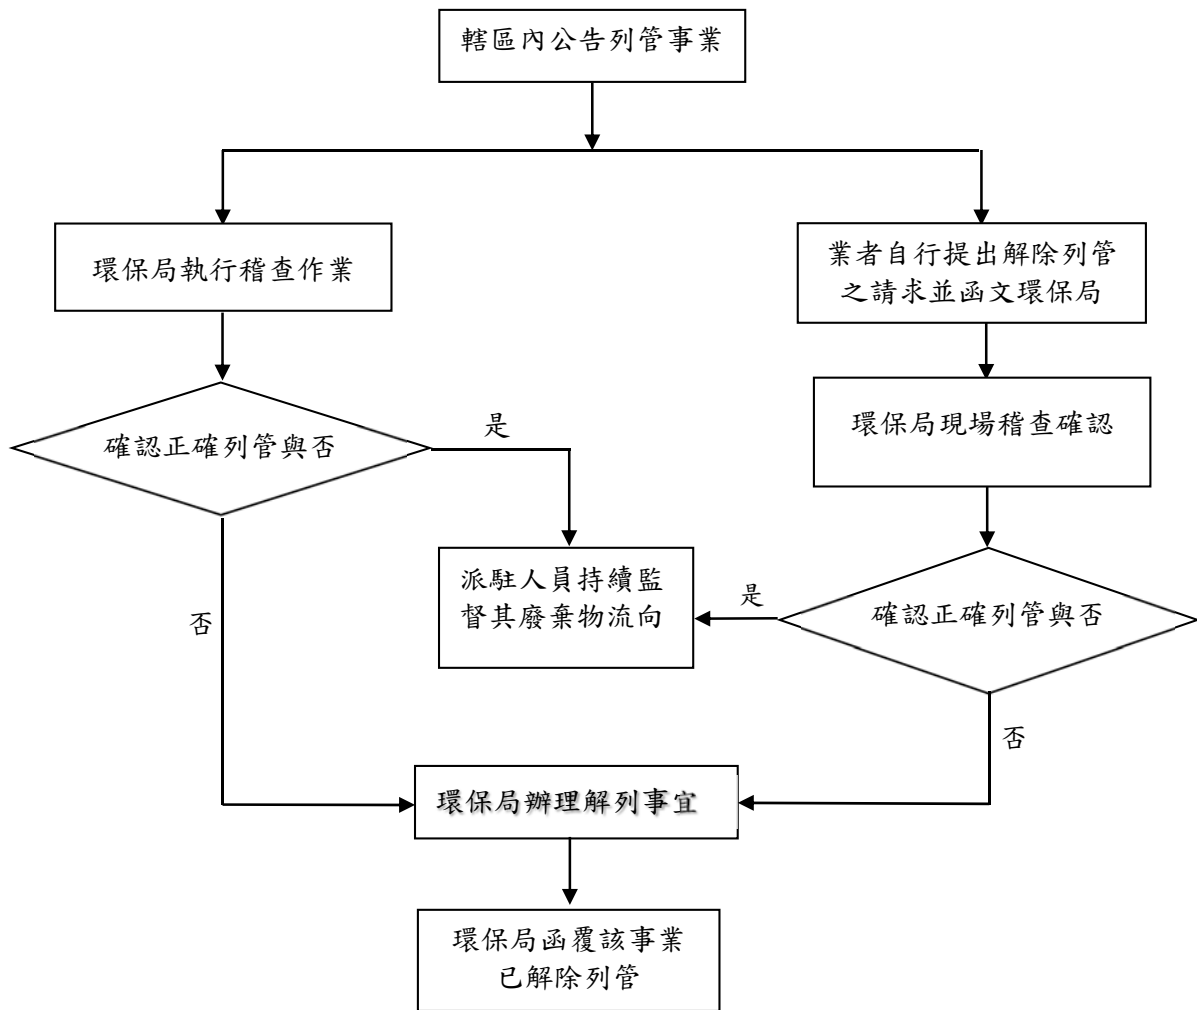 轄區內公告列管事業
環保局執行稽查作業
業者自行提出解除列管
之請求並函文環保局
確認正確列管與否
是
環保局現場稽查確認
派駐人員持續監
督其廢棄物流向
是
確認正確列管與否
否
否
環保局辦理解列事宜
環保局函覆該事業
已解除列管